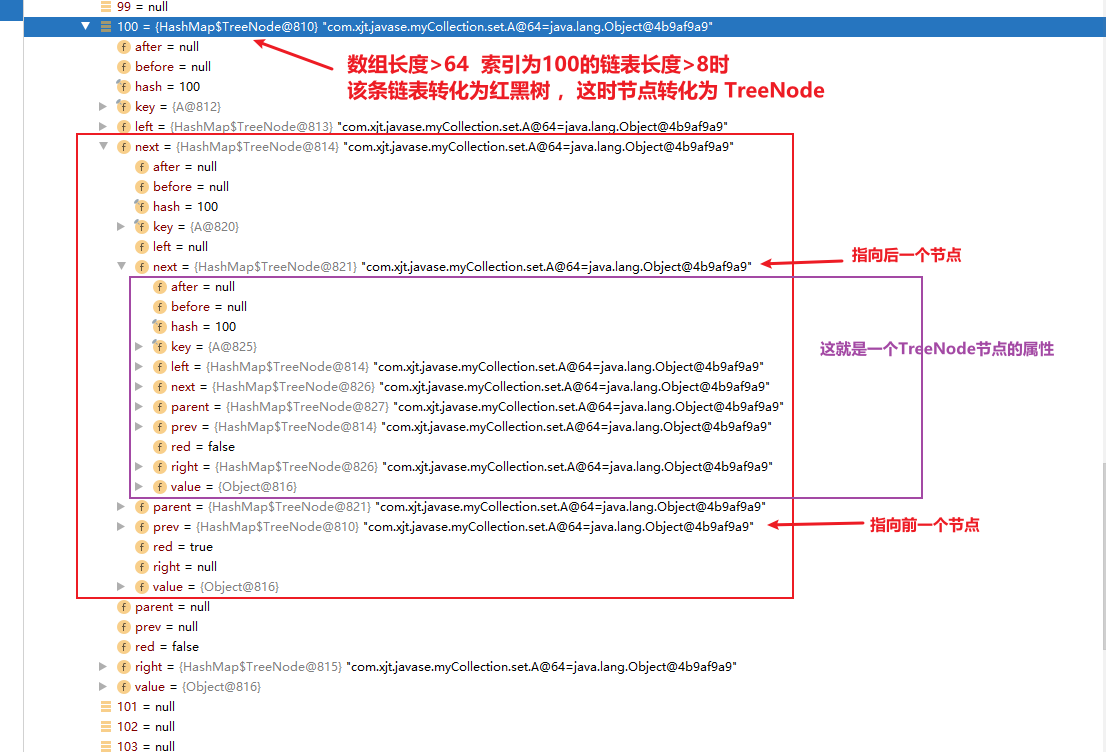 99 = null
100 = {HashMap$TreeNode@810} "com.xjt.javase.myCollection.set.A@64=java.lang.Object@4b9af9a9"
after = null
数组长度>64 索引为100的链表长度>8时
before = null
该条链表转化为红黑树 ，这时节点转化为 TreeNode
hash = 100
key = {A@812}
left = {HashMap$TreeNode@813} "com.xjt.javase.myCollection.set.A@64=java.lang.Object@4b9af9a9"
next = {HashMap$TreeNode@814} "com.xjt.javase.myCollection.set.A@64=java.lang.Object@4b9af9a9"
after = null
before = null
hash = 100
key = {A@820}
left = null
next = {HashMap$TreeNode@821} "com.xjt.javase.myCollection.set.A@64=java.lang.Object@4b9af9a9"
指向后一个节点
after = null
before = null
hash = 100
key = {A@825}
这就是一个TreeNode节点的属性
left = {HashMap$TreeNode@814} "com.xjt.javase.myCollection.set.A@64=java.lang.Object@4b9af9a9"
next = {HashMap$TreeNode@826} "com.xjt.javase.myCollection.set.A@64=java.lang.Object@4b9af9a9"
parent = {HashMap$TreeNode@827} "com.xjt.javase.myCollection.set.A@64=java.lang.Object@4b9af9a9"
prev = {HashMap$TreeNode@814} "com.xjt.javase.myCollection.set.A@64=java.lang.Object@4b9af9a9"
red = false
right = {HashMap$TreeNode@826} "com.xjt.javase.myCollection.set.A@64=java.lang.Object@4b9af9a9"
value = {Object@816}
parent = {HashMap$TreeNode@821} "com.xjt.javase.myCollection.set.A@64=java.lang.Object@4b9af9a9"
prev = {HashMap$TreeNode@810} "com.xjt.javase.myCollection.set.A@64=java.lang.Object@4b9af9a9"
指向前一个节点
red = true
right = null
value = {Object@816}
parent = null
prev = null
red = false
right = {HashMap$TreeNode@815} "com.xjt.javase.myCollection.set.A@64=java.lang.Object@4b9af9a9"
value = {Object@816}
101 = null
102 = null
103 = null